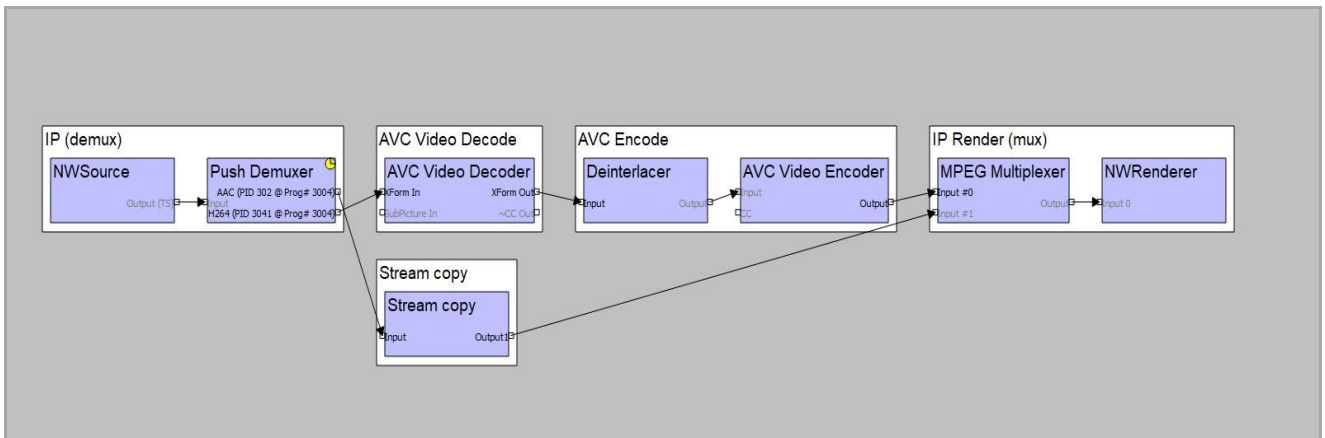 IP (demux)
NWSource
Output (TS)
Push Demuxer
AAC (PID 302 @ Prog# 3004)
Input
H264 (PID 3041 @ Prog# 3004)
AVC Video Decode
AVC Video Decoder
XForm In
XForm Out
SubPicture In
~CC Out
AVC Encode
Deinterlacer
Input
Output
AVC Video Encoder
Input
Output
CC
IP Render (mux)
MPEG Multiplexer
Input #0
Output
Input #1
NWRenderer
Input 0
Stream copy
Stream copy
Input
Output1